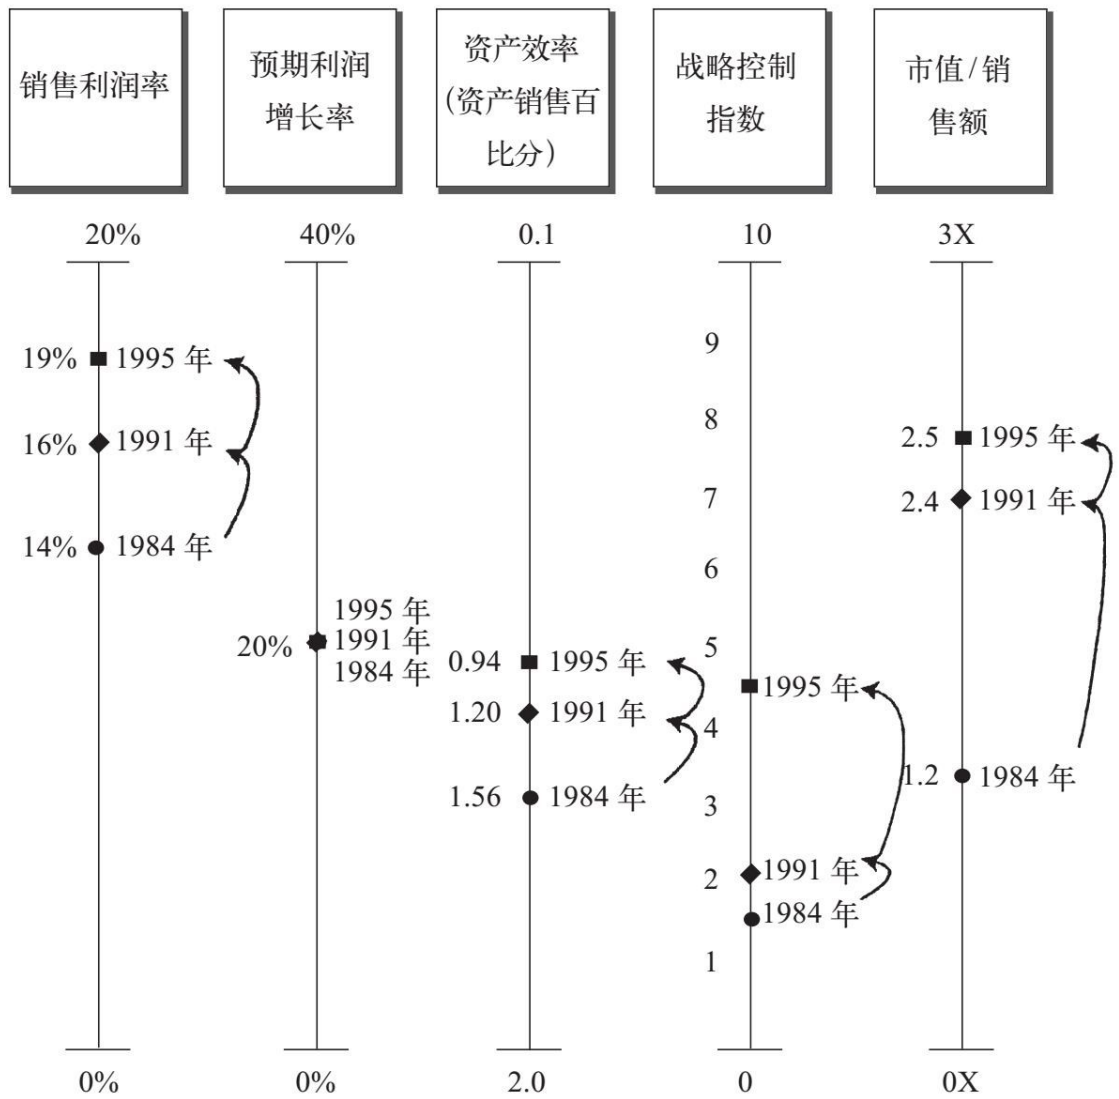 销售利润率
预期利润
增长率
资产效率
(资产销售百
比分)
战略控制
指数
市值/销
售额
20%
40%
0.1
10
3X
19%
1995 年
16%
1991 年
14%
1984 年
0%
20%
1995 年
1991 年
1984 年
0%
0.94
1995 年
1.20
1991 年
1.56
1984 年
2.0
9
8
7
6
5
1995 年
4
3
2
1991 年
1984 年
1
0
2.5
1995 年
2.4
1991 年
1.2
1984 年
0X